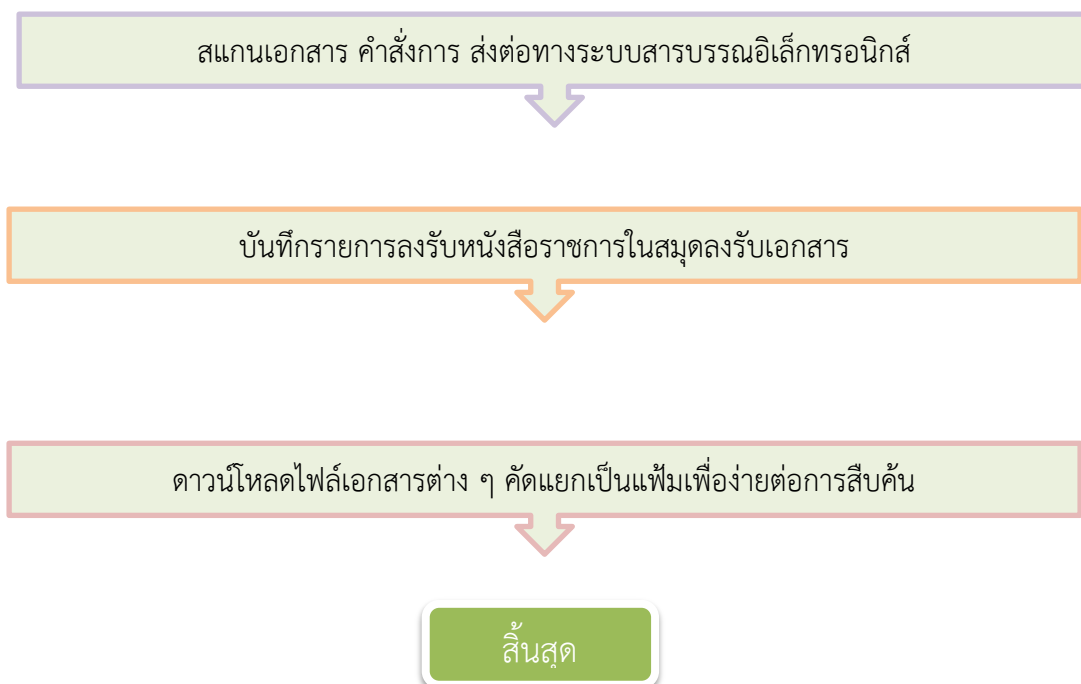 สแกนเอกสาร คำสั่งการ ส่งต่อทางระบบสารบรรณอิเล็กทรอนิกส์
บันทึกรายการลงรับหนังสือราชการในสมุดลงรับเอกสาร
ดาวน์โหลดไฟล์เอกสารต่าง ๆ คัดแยกเป็นแฟ้มเพื่อง่ายต่อการสืบค้น
สิ้นสุด